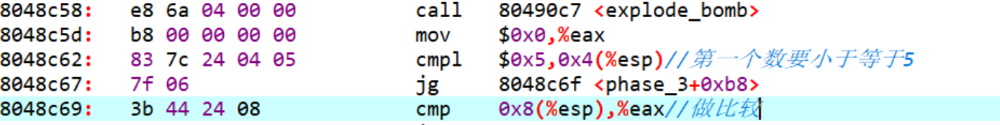 8048c58: e8 6a 04 00 00 call 80490c7 <explode_bomb>
8048c5d: b8 00 00 00 00 mov $0x0,%eax
8048c62: 83 7c 24 04 05 cmpl $0x5,0x4(%esp)//第一个数要小于等于5
8048c67: 7f 06 jg 8048c6f <phase_3+0xb8>
8048c69: 3b 44 24 08 cmp 0x8(%esp),%eax//做比较